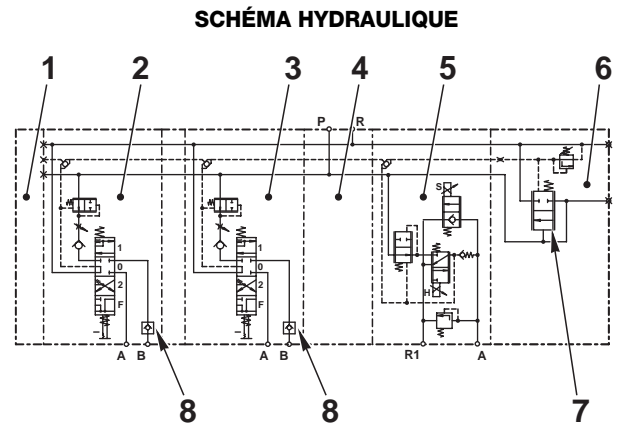 SCHÉMA HYDRAULIQUE
1 2 3 4 5 6
P R
S
1 1
0 0
2 2
F F
H
A B A B R1 A
8 8 7